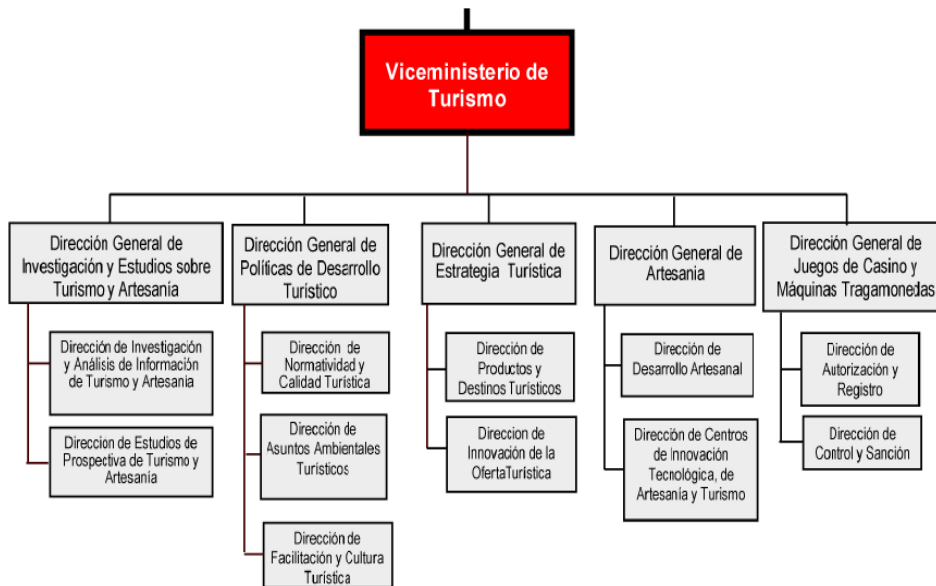 Viceministerio de
Turismo
Dirección General de
Investigación y Estudios sobre
Turismo y Artesanía
Dirección General de
Políticas de Desarrollo
Turístico
Dirección General de
Estrategia Turística
Dirección General de
Artesania
Dirección General de
Juegos de Casino y
Máquinas Tragamonedas
Dirección de Investigación
y Análisis de Información
de Turismo y Artesania
Direccion de Estudios de
Prospectiva de Turismo y
Artesanía
Dirección de
Normatividad y
Calidad Turística
Dirección de
Asuntos Ambientales
Turísticos
Dirección de
Facilitación y Cultura
Turística
Dirección de
Productos y
Destinos Turísticos
Direccion de
Innovación de la
OfertaTurística
Dirección de
Desarrollo Artesanal
Dirección de Centros
de Innovación
Tecnológica, de
Artesanía y Turismo
Dirección de
Autorización y
Registro
Dirección de
Control y Sanción